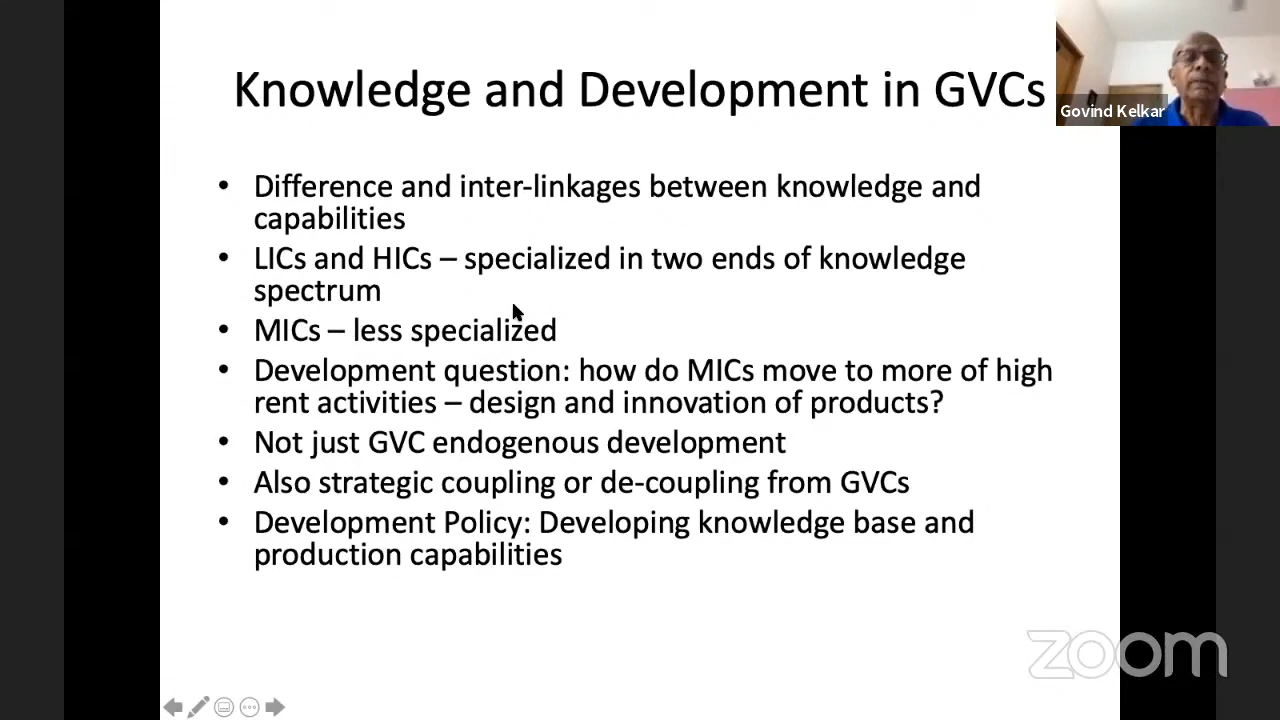 Knowledge and Development in GVCs
Govind Kelkar
• Difference and inter-linkages between knowledge and
capabilities
• LICs and HICs – specialized in two ends of knowledge
spectrum
• MICs – less specialized
• Development question: how do MICs move to more of high
rent activities – design and innovation of products?
• Not just GVC endogenous development
• Also strategic coupling or de-coupling from GVCs
• Development Policy: Developing knowledge base and
production capabilities
zoom